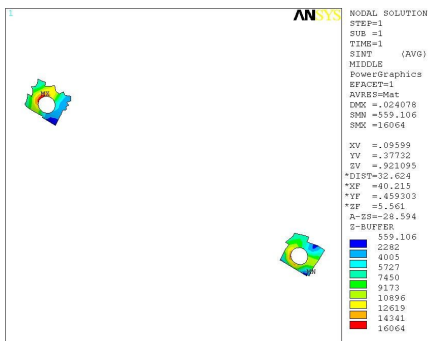 1
ANSYS
NODAL SOLUTION
STEP=1
SUB =1
TIME=1
SINT (AVG)
MIDDLE
PowerGraphics
EFACET=1
AVRES=Mat
DMX =.024078
SMN =559.106
SMX =16064
XV =.09599
YV =.37732
ZV =.921095
*DIST=32.624
*XF =40.215
*YF =.459303
*ZF =5.561
A-ZS=-28.594
Z-BUFFER
559.106
2282
4005
5727
7450
9173
10896
12619
14341
16064
MX
MN